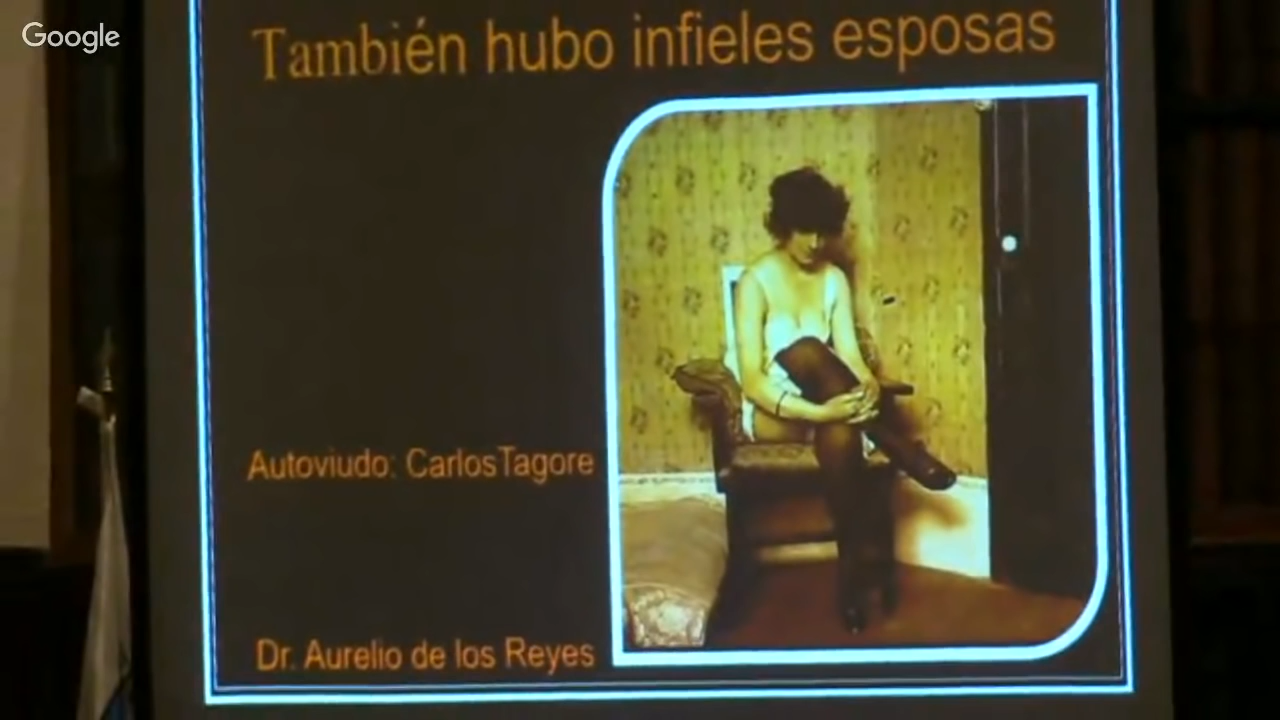 Google
También hubo infieles esposas
Autoviudo: CarlosTagore
Dr. Aurelio de los Reyes